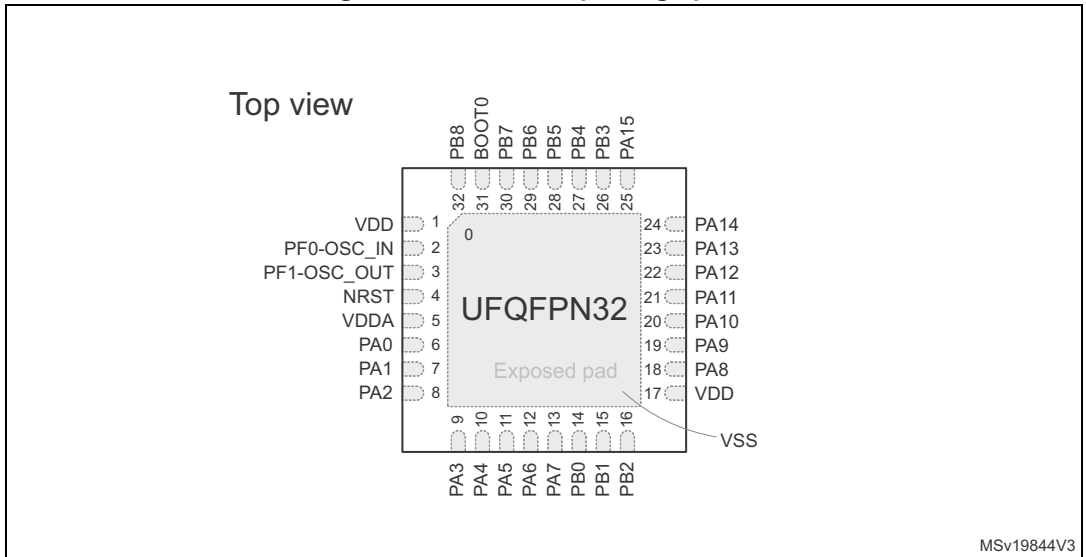 Top view
PB8
BOOT0
PB7
PB6
PB5
PB4
PB3
PA15
32
31
30
29
28
27
26
25
VDD 1
PF0-OSC_IN 2
PF1-OSC_OUT 3
NRST 4
VDDA 5
PA0 6
PA1 7
PA2 8
0
UFQFPN32
Exposed pad
24 PA14
23 PA13
22 PA12
21 PA11
20 PA10
19 PA9
18 PA8
17 VDD
VSS
9
10
11
12
13
14
15
16
PA3
PA4
PA5
PA6
PA7
PB0
PB1
PB2
MSv19844V3